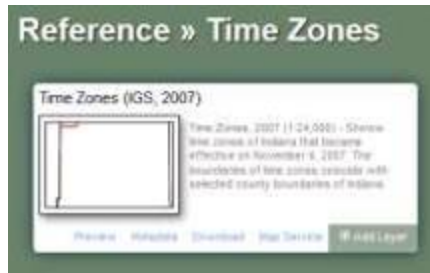 Reference » Time Zones
Time Zones (IGS, 2007)
Time Zones, 2007 (1:24,000) - Shows
time zones of Indiana that became
effective on November 4, 2007. The
boundaries of time zones coincide with
selected county boundaries of Indiana.
Preview Metadata Download Map Service Add Layer